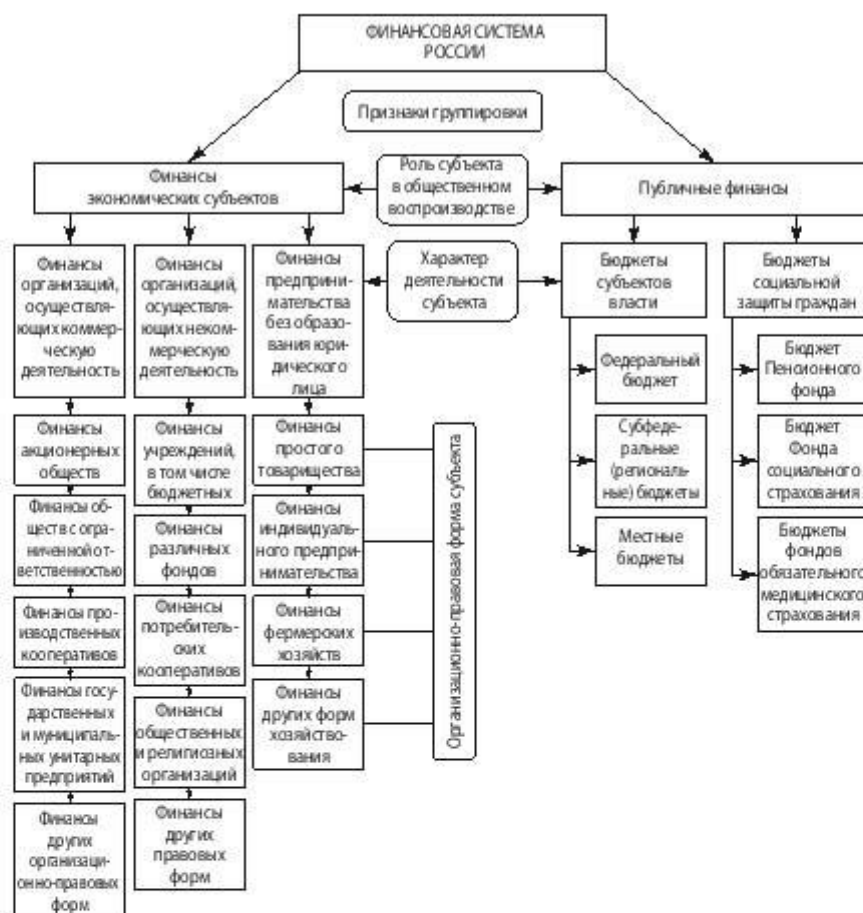 ФИНАНСОВАЯ СИСТЕМА
РОССИИ
Признаки группировки
Финансы
экономических субъектов
Роль субъекта
в общественном
воспроизводстве
Публичные финансы
Финансы
организаций,
осуществля-
ющих коммер-
ческую
деятельность
Финансы
организаций,
осуществля-
ющих неком-
мерческую
деятельность
Финансы
предприни-
мательства
без образо-
вания юри-
дического
лица
Характер
деятельности
субъекта
Бюджеты
субъектов
власти
Бюджеты
социальной
защиты граждан
Федеральный
бюджет
Бюджет
Пенсионного
фонда
Финансы
акционерных
обществ
Финансы
учреждений,
в том числе
бюджетных
Финансы
простого
товарищества
Организационно-правовая форма субъекта
Субфеде-
ральные
(региональ-
ные) бюджеты
Бюджет
Фонда
социального
страхования
Финансы об-
ществ с огра-
ниченной от-
ветственностью
Финансы
различных
фондов
Финансы
индивидуаль-
ного предпри-
нимательства
Местные
бюджеты
Бюджеты
фондов
обязательного
медицинского
страхования
Финансы про-
изводственных
кооперативов
Финансы
потребитель-
ских
кооперативов
Финансы
фермерских
хозяйств
Финансы госу-
дарственных
и муниципаль-
ных унитарных
предприятий
Финансы
общественных
и религиозных
организаций
Финансы
других форм
хозяйство-
вания
Финансы
других
организаци-
онно-правовых
форм
Финансы
других
правовых
форм